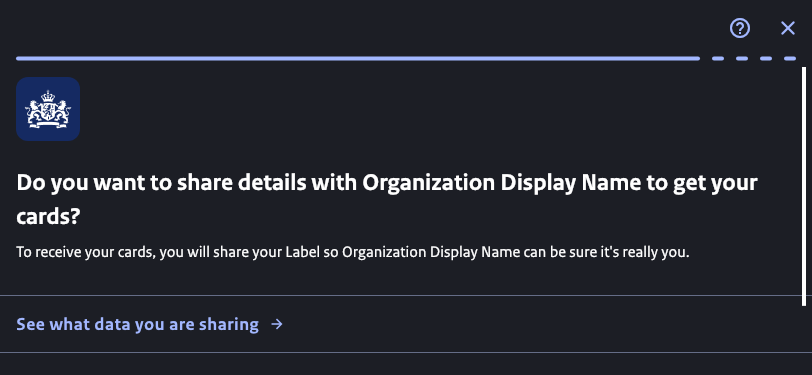 Do you want to share details with Organization Display Name to get your
cards?
To receive your cards, you will share your Label so Organization Display Name can be sure it's really you.
See what data you are sharing →